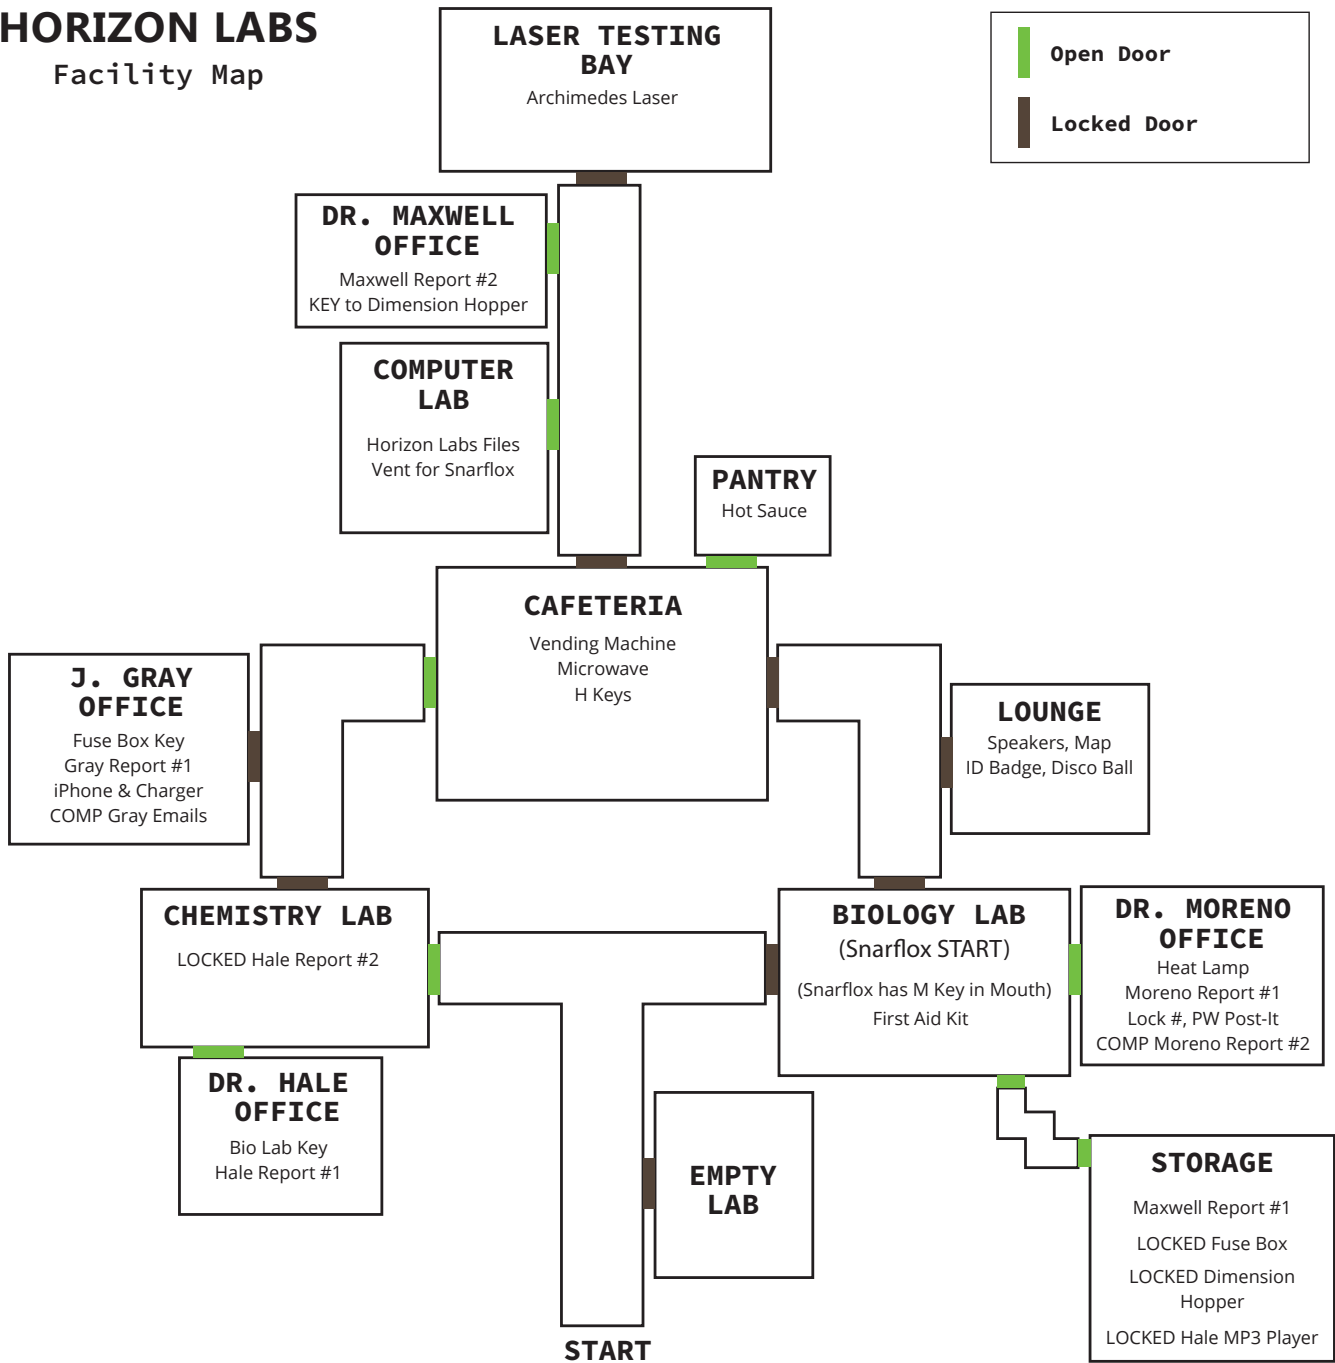 HORIZON LABS
Facility Map
Open Door
Locked Door
LASER TESTING
BAY
Archimedes Laser
DR. MAXWELL
OFFICE
Maxwell Report #2
KEY to Dimension Hopper
COMPUTER
LAB
Horizon Labs Files
Vent for Snarflox
PANTRY
Hot Sauce
CAFETERIA
Vending Machine
Microwave
H Keys
J. GRAY
OFFICE
Fuse Box Key
Gray Report #1
iPhone & Charger
COMP Gray Emails
LOUNGE
Speakers, Map
ID Badge, Disco Ball
CHEMISTRY LAB
LOCKED Hale Report #2
BIOLOGY LAB
(Snarflox START)
(Snarflox has M Key in Mouth)
First Aid Kit
DR. MORENO
OFFICE
Heat Lamp
Moreno Report #1
Lock #, PW Post-It
COMP Moreno Report #2
DR. HALE
OFFICE
Bio Lab Key
Hale Report #1
EMPTY
LAB
STORAGE
Maxwell Report #1
LOCKED Fuse Box
LOCKED Dimension
Hopper
LOCKED Hale MP3 Player
START